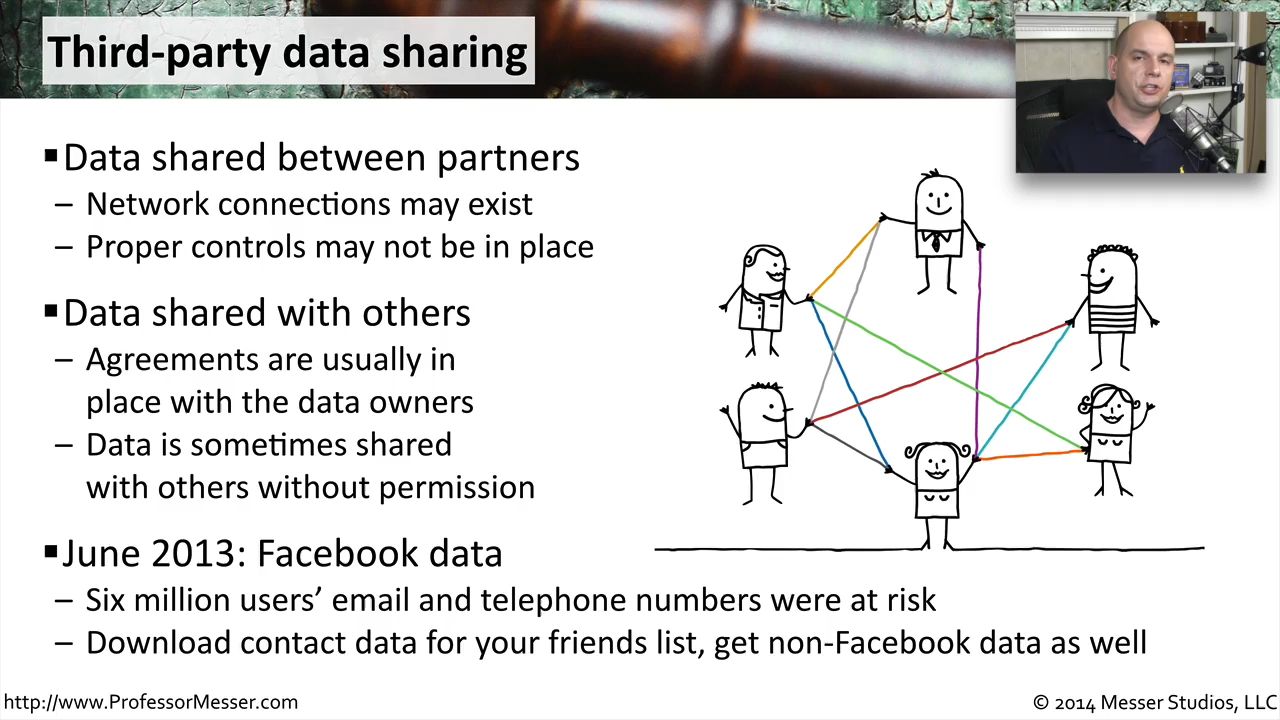 Third-party data sharing
▪Data shared between partners
– Network connections may exist
– Proper controls may not be in place
▪Data shared with others
– Agreements are usually in
place with the data owners
– Data is sometimes shared
with others without permission
▪June 2013: Facebook data
– Six million users’ email and telephone numbers were at risk
– Download contact data for your friends list, get non-Facebook data as well
http://www.ProfessorMesser.com
© 2014 Messer Studios, LLC